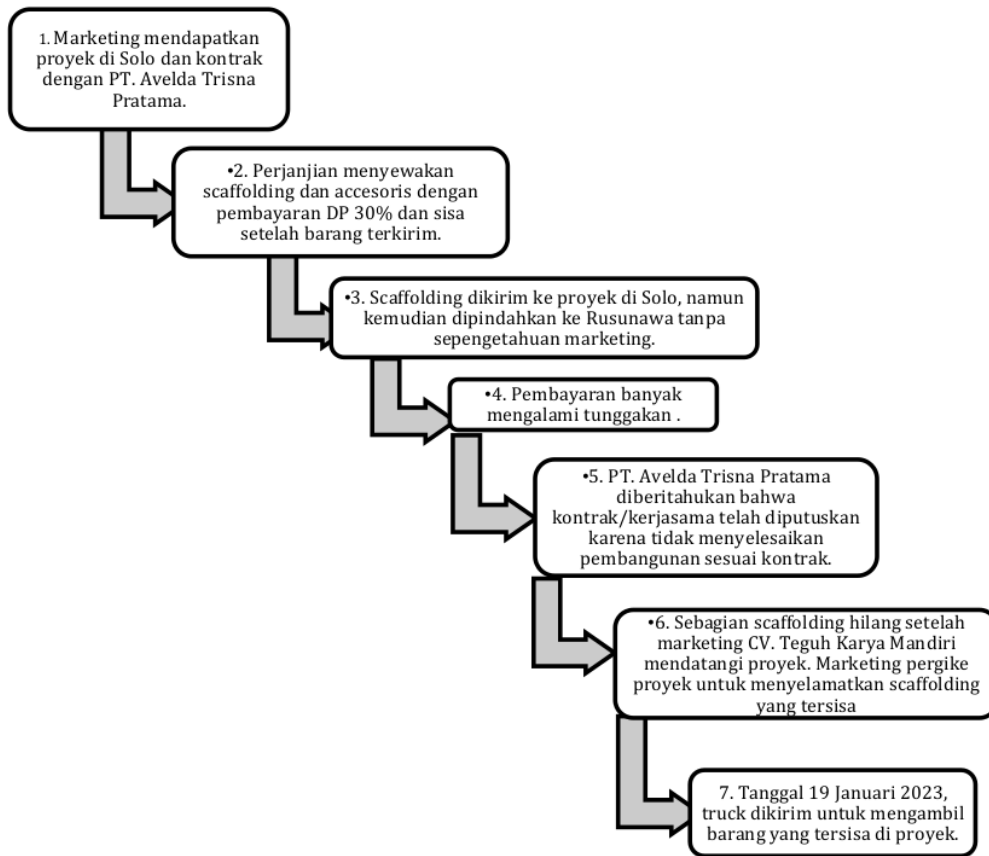 1. Marketing mendapatkan
proyek di Solo dan kontrak
dengan PT. Avelda Trisna
Pratama.
•2. Perjanjian menyewakan
scaffolding dan accesoris dengan
pembayaran DP 30% dan sisa
setelah barang terkirim.
•3. Scaffolding dikirim ke proyek di Solo, namun
kemudian dipindahkan ke Rusunawa tanpa
sepengetahuan marketing.
•4. Pembayaran banyak
mengalami tunggakan .
•5. PT. Avelda Trisna Pratama
diberitahukan bahwa
kontrak/kerjasama telah diputuskan
karena tidak menyelesaikan
pembangunan sesuai kontrak.
•6. Sebagian scaffolding hilang setelah
marketing CV. Teguh Karya Mandiri
mendatangi proyek. Marketing pergike
proyek untuk menyelamatkan scaffolding
yang tersisa
7. Tanggal 19 Januari 2023,
truck dikirim untuk mengambil
barang yang tersisa di proyek.